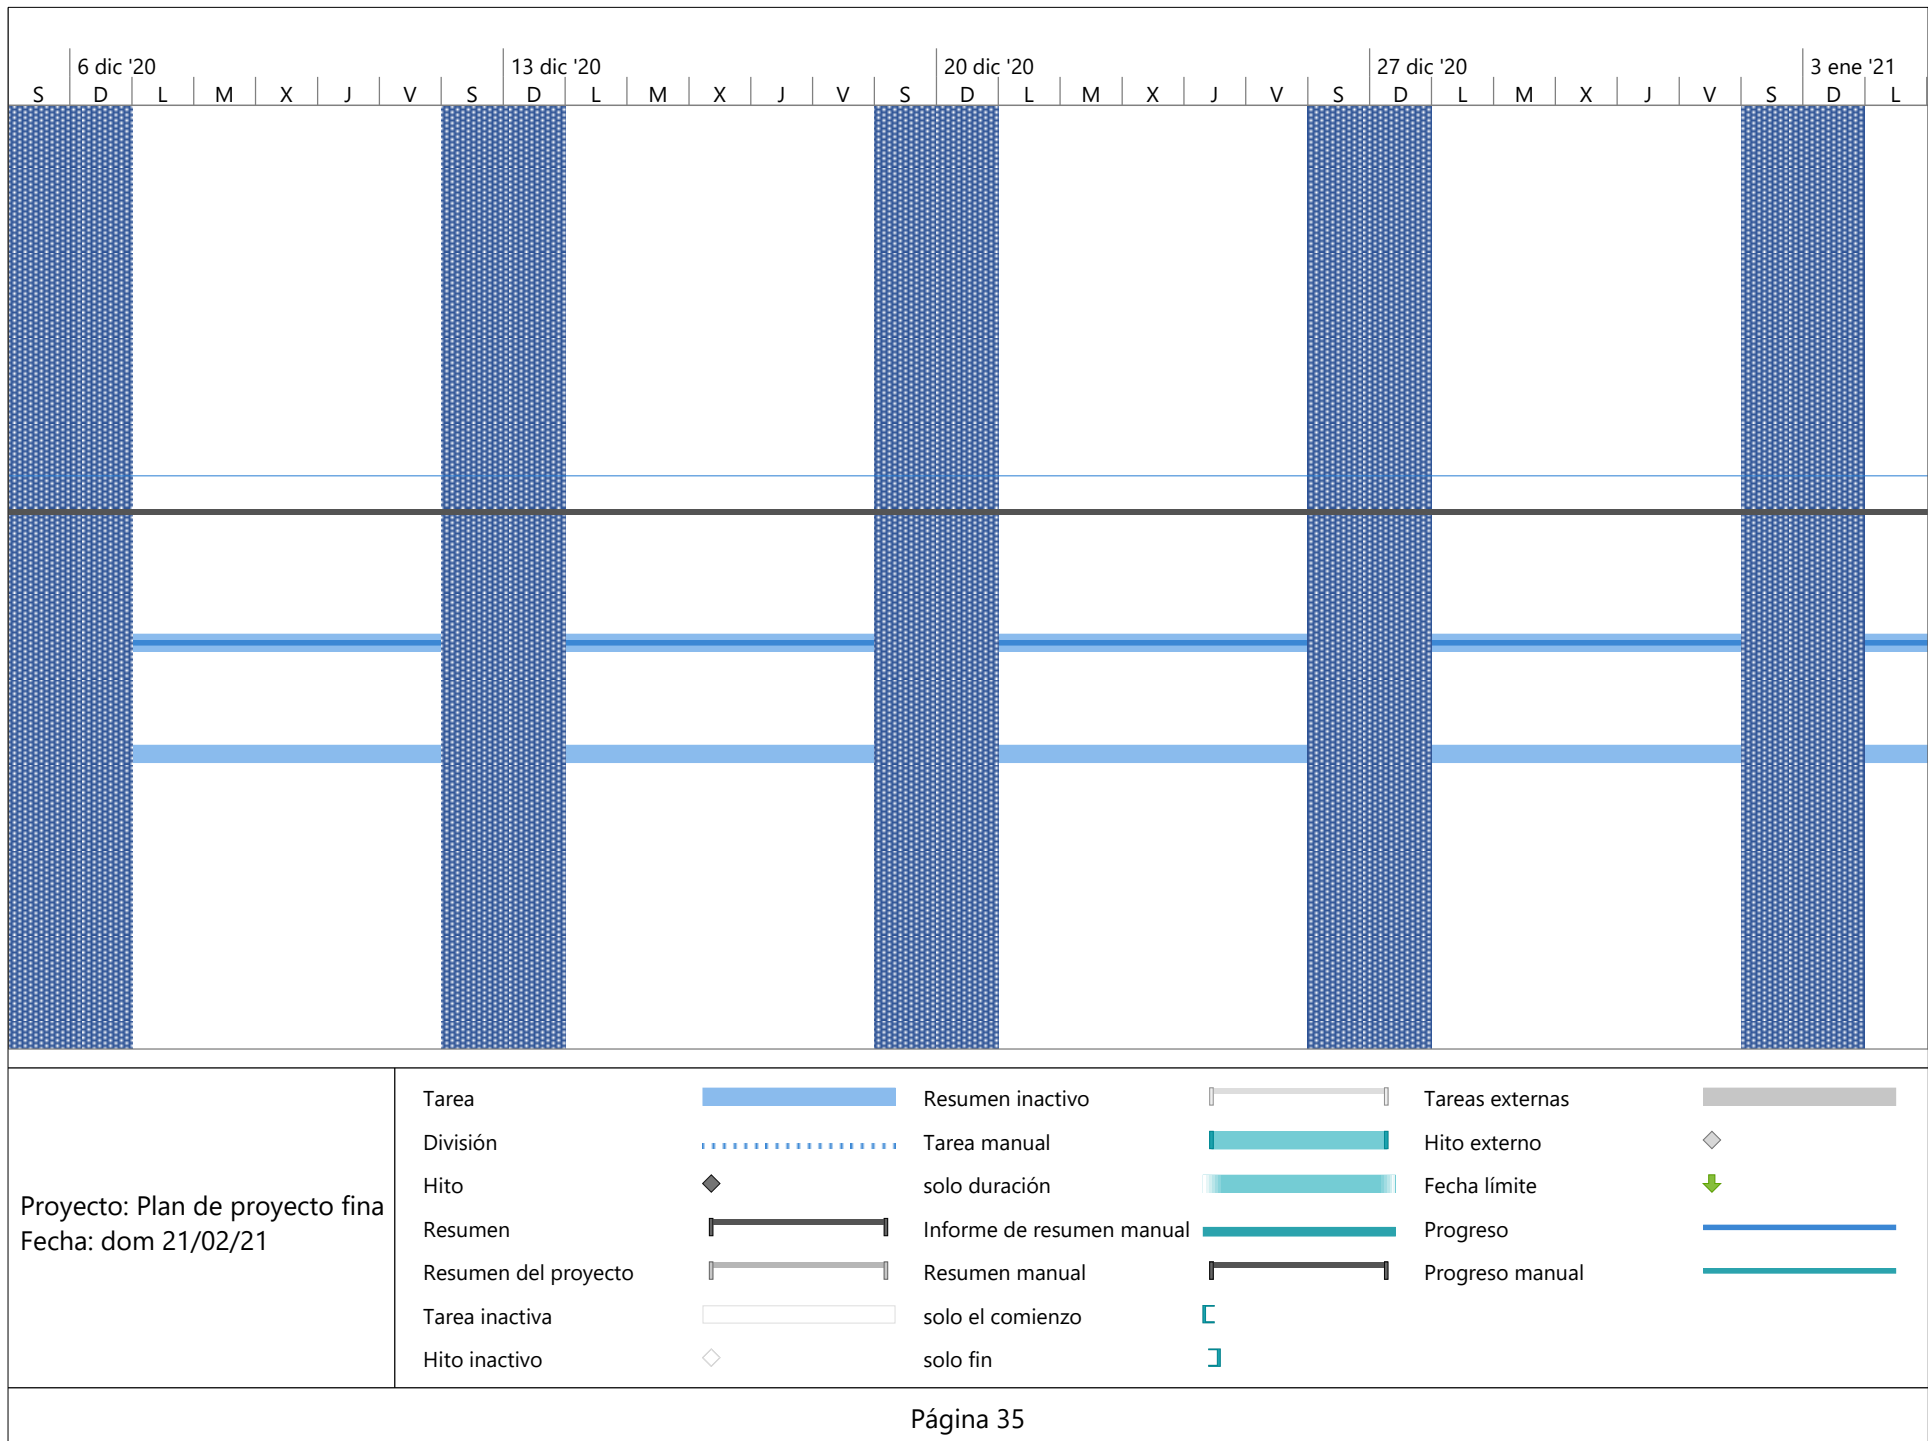 6 dic '20 13 dic '20 20 dic '20 27 dic '20 3 ene '21
S D L M X J V S D L M X J V S D L M X J V S D L M X J V S D L
Proyecto: Plan de proyecto fina
Fecha: dom 21/02/21
Tarea
División
Hito
Resumen
Resumen del proyecto
Tarea inactiva
Hito inactivo
Resumen inactivo
Tarea manual
solo duración
Informe de resumen manual
Resumen manual
solo el comienzo
solo fin
Tareas externas
Hito externo
Fecha límite
Progreso
Progreso manual
Página 35